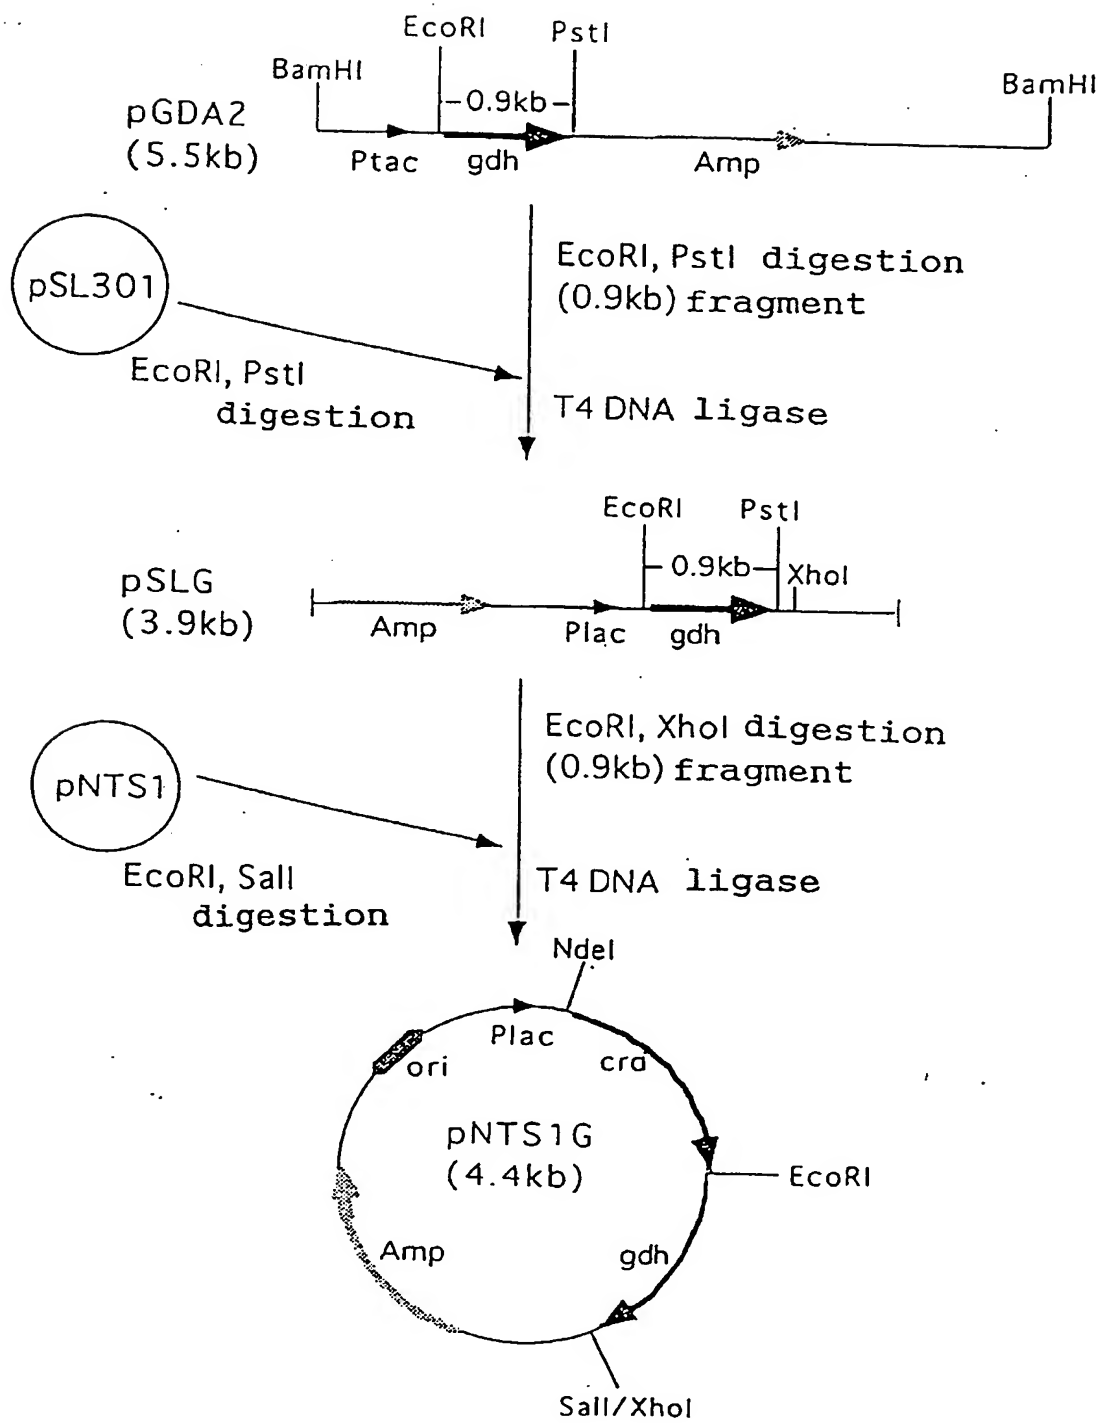 EcoRI PstI
BamHI BamHI
0.9kb
pGDA2
(5.5kb)
Ptac gdh Amp
pSL301
EcoRI, PstI digestion
(0.9kb) fragment
EcoRI, PstI
digestion
T4 DNA ligase
EcoRI PstI
0.9kb XhoI
pSLG
(3.9kb)
Amp Plac gdh
EcoRI, XhoI digestion
(0.9kb) fragment
pNTS1
EcoRI, SalI
digestion
T4 DNA ligase
NdeI
Plac
ori crd
pNTS1G
(4.4kb)
EcoRI
Amp gdh
SalI/XhoI